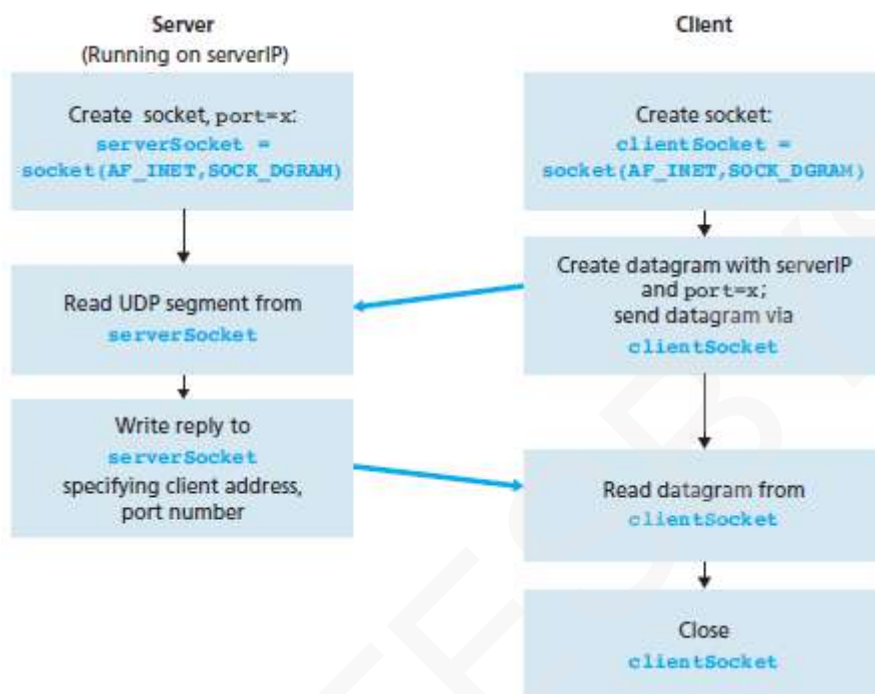 Server
(Running on serverIP)
Create socket, port=x:
serverSocket =
socket(AF_INET,SOCK_DGRAM)
Read UDP segment from
serverSocket
Write reply to
serverSocket
specifying client address,
port number
Client
Create socket:
clientSocket =
socket(AF_INET,SOCK_DGRAM)
Create datagram with serverIP
and port=x;
send datagram via
clientSocket
Read datagram from
clientSocket
Close
clientSocket